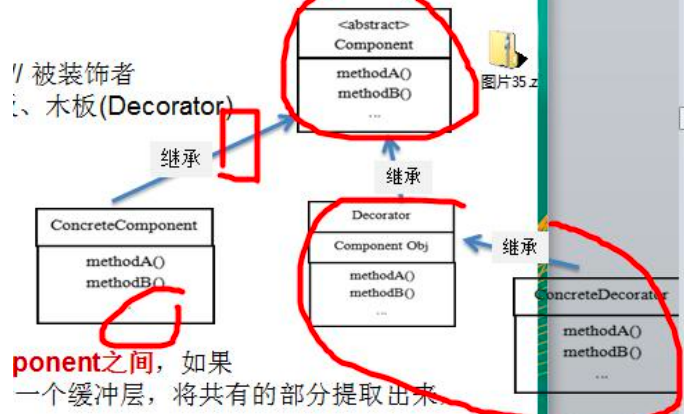 <abstract>
Component
methodA()
methodB()
...
// 被装饰者
、木板(Decorator)
图片35.z
继承
继承
ConcreteComponent
methodA()
methodB()
Decorator
Component Obj
methodA()
methodB()
...
继承
ConcreteDecorator
methodA()
methodB()
...
ponent之间，如果
一个缓冲层，将共有的部分提取出来